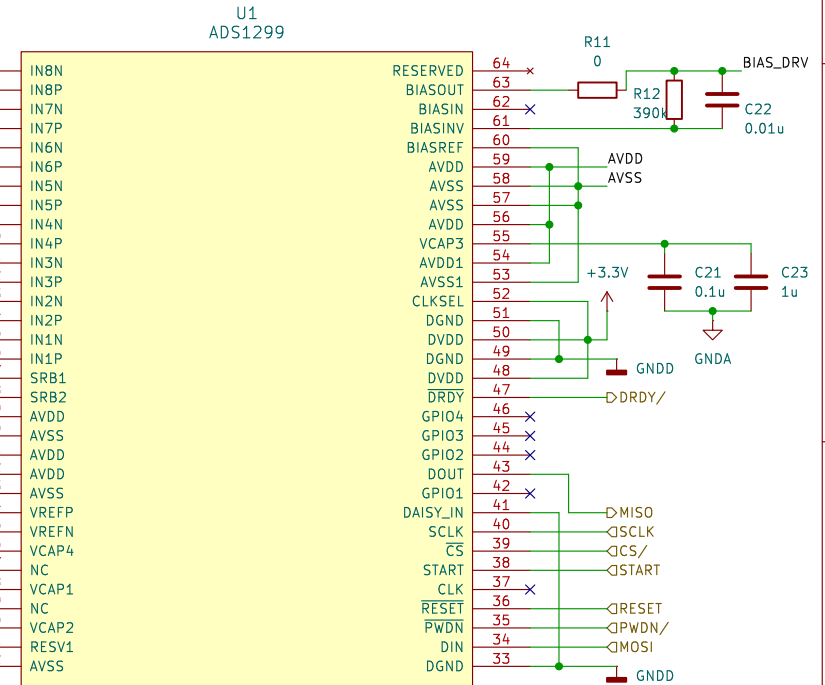 U1
ADS1299
IN8N
IN8P
IN7N
IN7P
IN6N
IN6P
IN5N
IN5P
IN4N
IN4P
IN3N
IN3P
IN2N
IN2P
IN1N
IN1P
SRB1
SRB2
AVDD
AVSS
AVDD
AVDD
AVSS
VREFP
VREFN
VCAP4
NC
VCAP1
NC
VCAP2
RESV1
AVSS
RESERVED 64
BIASOUT 63
BIASIN 62
BIASINV 61
BIASREF 60
AVDD 59
AVSS 58
AVSS 57
AVDD 56
VCAP3 55
AVDD1 54
AVSS1 53
CLKSEL 52
DGND 51
DVDD 50
DGND 49
DVDD 48
DRDY 47
GPIO4 46
GPIO3 45
GPIO2 44
DOUT 43
GPIO1 42
DAISY_IN 41
SCLK 40
CS 39
START 38
CLK 37
RESET 36
PWDN 35
DIN 34
DGND 33
R11
0
BIAS_DRV
R12
390k
C22
0.01u
AVDD
AVSS
+3.3V
C21
0.1u
C23
1u
GNDA
GNDD
DRDY/
MISO
SCLK
CS/
START
RESET
PWDN/
MOSI
GNDD